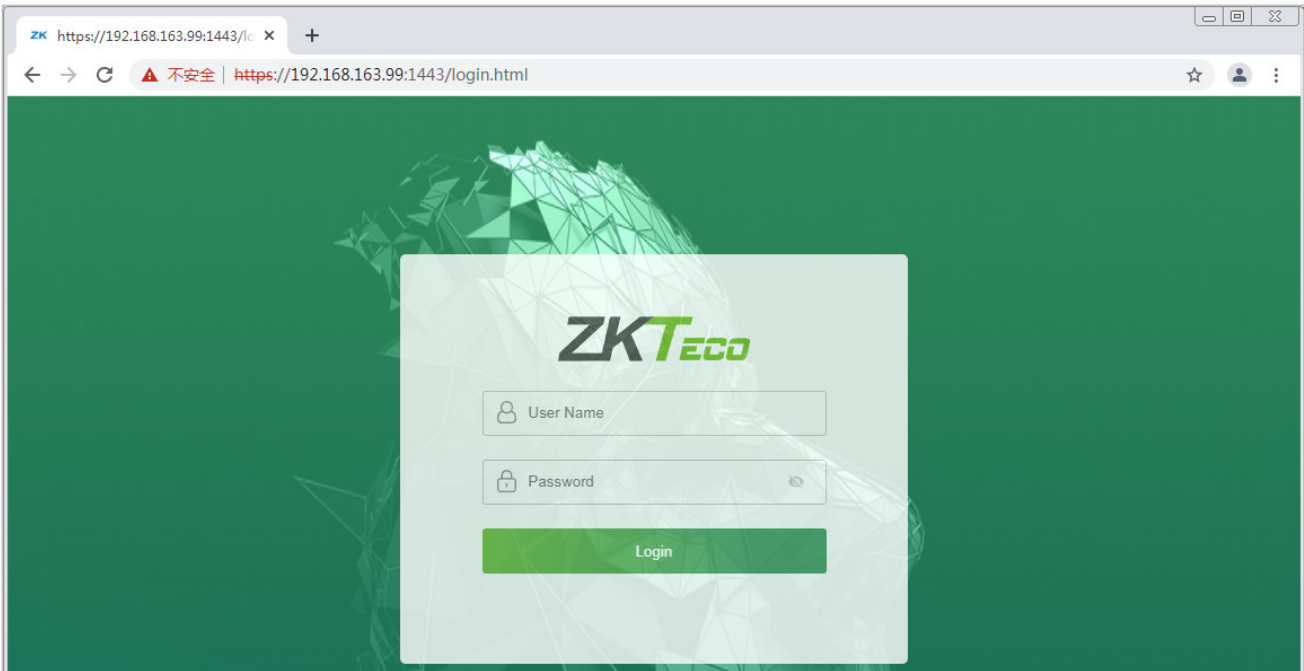 ZK https://192.168.163.99:1443/lo
不安全 https://192.168.163.99:1443/login.html
ZKTeco
User Name
Password
Login